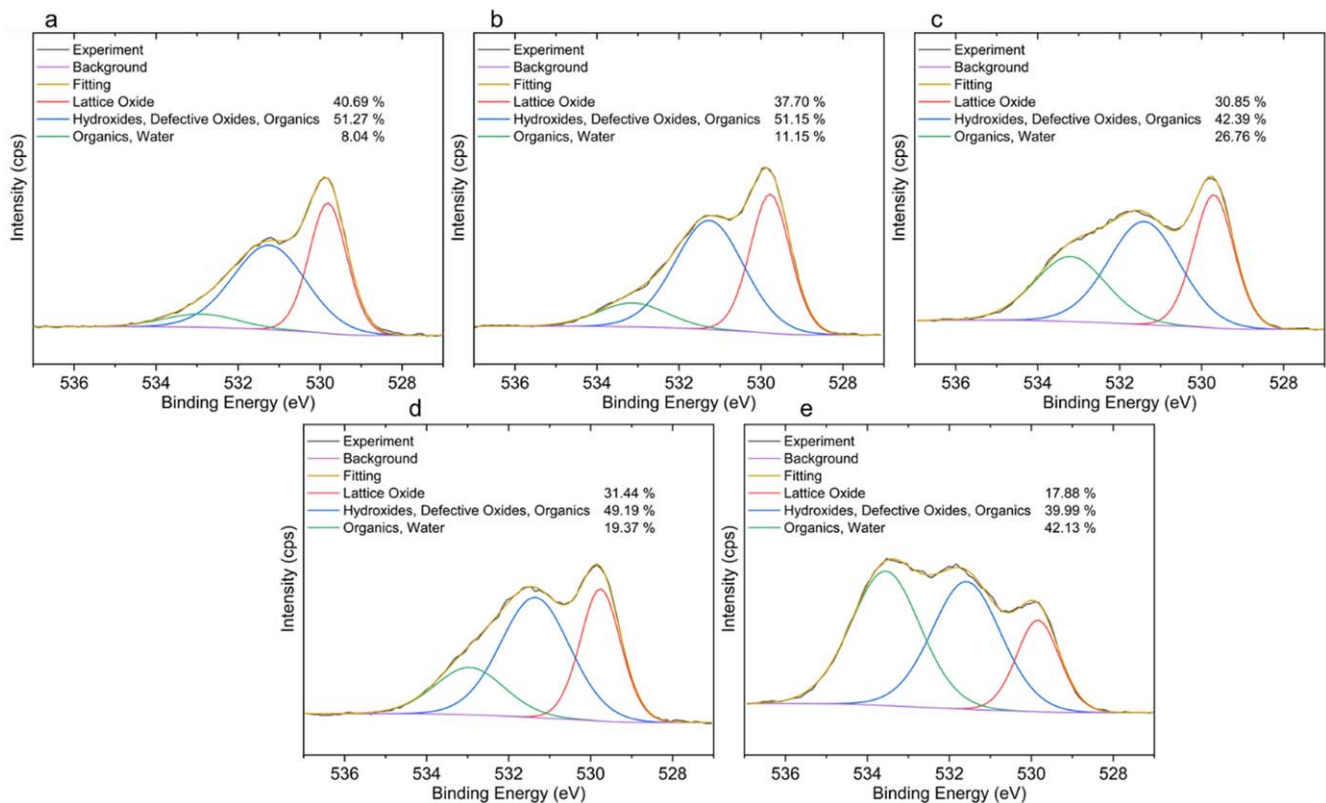 a
Experiment
Background
Fitting
Lattice Oxide 40.69 %
Hydroxides, Defective Oxides, Organics 51.27 %
Organics, Water 8.04 %
Intensity (cps)
536 534 532 530 528
Binding Energy (eV)
b
Experiment
Background
Fitting
Lattice Oxide 37.70 %
Hydroxides, Defective Oxides, Organics 51.15 %
Organics, Water 11.15 %
Intensity (cps)
536 534 532 530 528
Binding Energy (eV)
c
Experiment
Background
Fitting
Lattice Oxide 30.85 %
Hydroxides, Defective Oxides, Organics 42.39 %
Organics, Water 26.76 %
Intensity (cps)
536 534 532 530 528
Binding Energy (eV)
d
Experiment
Background
Fitting
Lattice Oxide 31.44 %
Hydroxides, Defective Oxides, Organics 49.19 %
Organics, Water 19.37 %
Intensity (cps)
536 534 532 530 528
Binding Energy (eV)
e
Experiment
Background
Fitting
Lattice Oxide 17.88 %
Hydroxides, Defective Oxides, Organics 39.99 %
Organics, Water 42.13 %
Intensity (cps)
536 534 532 530 528
Binding Energy (eV)